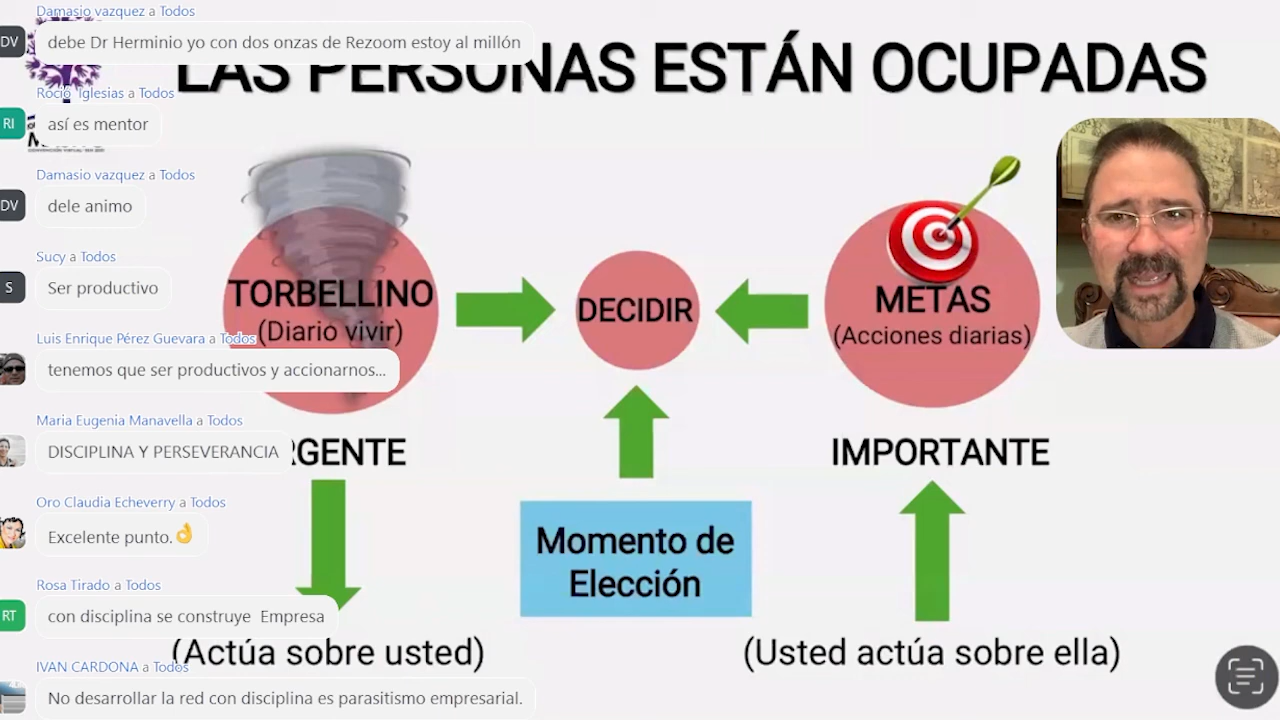 Damasio vazquez a Todos
DV
debe Dr Herminio yo con dos onzas de Rezoom estoy al millón
LAS PERSONAS ESTÁN OCUPADAS
Rocio Iglesias a Todos
RI
así es mentor
Damasio vazquez a Todos
DV
dele animo
Sucy a Todos
S
Ser productivo
Luis Enrique Pérez Guevara a Todos
tenemos que ser productivos y accionarnos...
Maria Eugenia Manavella a Todos
DISCIPLINA Y PERSEVERANCIA
Oro Claudia Echeverry a Todos
Excelente punto.👌
Rosa Tirado a Todos
RT
con disciplina se construye Empresa
IVAN CARDONA a Todos
No desarrollar la red con disciplina es parasitismo empresarial.
TORBELLINO
(Diario vivir)
DECIDIR
METAS
(Acciones diarias)
RGENTE
IMPORTANTE
Momento de
Elección
(Actúa sobre usted)
(Usted actúa sobre ella)